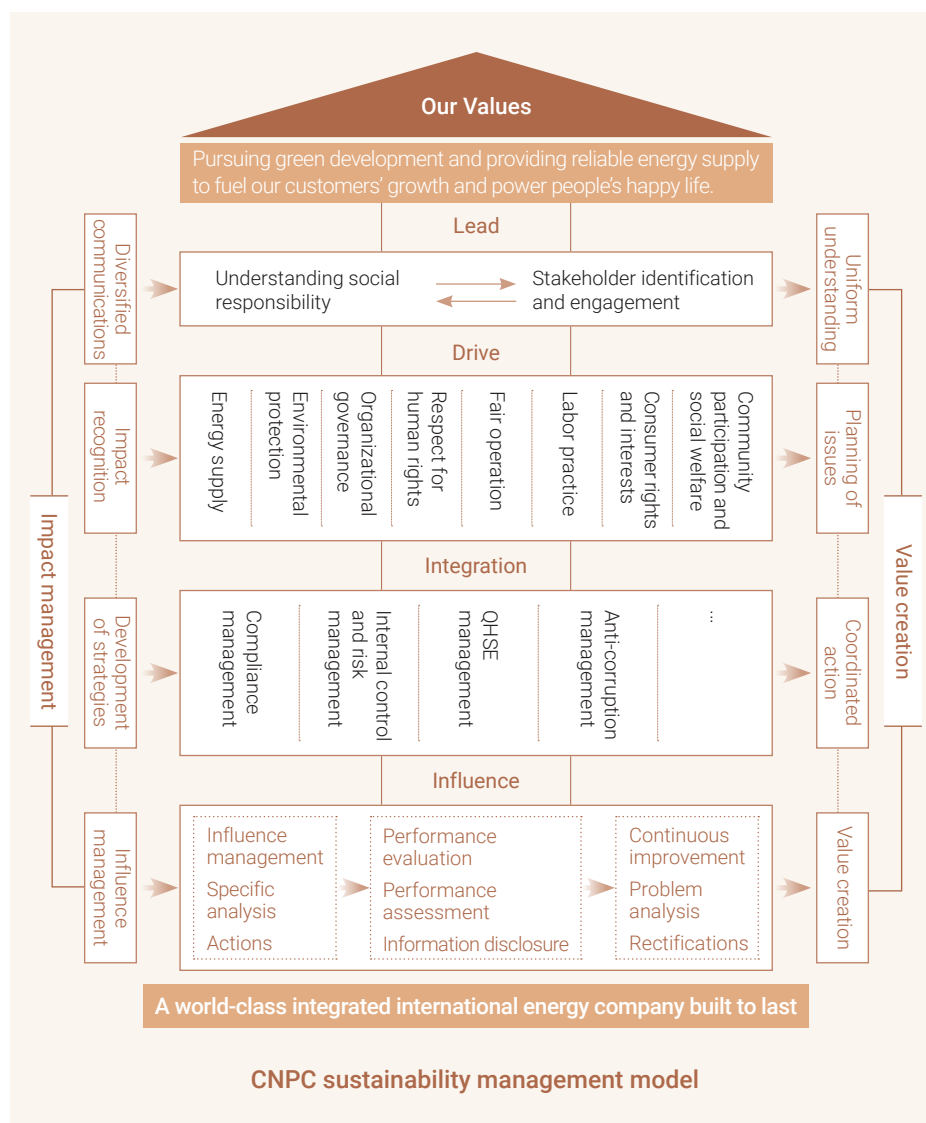 Our Values
Pursuing green development and providing reliable energy supply
to fuel our customers' growth and power people's happy life.
Lead
Diversified
communications
Understanding social
responsibility
Stakeholder identification
and engagement
Uniform
understanding
Drive
Impact
recognition
Energy supply
Environmental
protection
Organizational
governance
Respect for
human rights
Fair operation
Labor practice
Consumer rights
and interests
Community
participation and
social welfare
Planning of
issues
Impact management
Value creation
Integration
Development
of strategies
Compliance
management
Internal control
and risk
management
QHSE
management
Anti-corruption
management
...
Coordinated
action
Influence
Influence
management
Influence
management
Specific
analysis
Actions
Performance
evaluation
Performance
assessment
Information disclosure
Continuous
improvement
Problem
analysis
Rectifications
Value creation
A world-class integrated international energy company built to last
CNPC sustainability management model